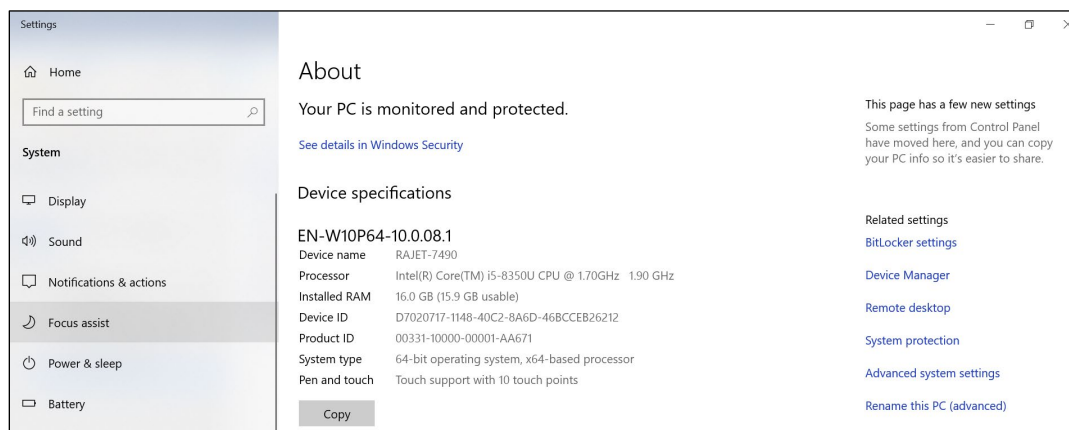 Settings
Home
Find a setting
System
Display
Sound
Notifications & actions
Focus assist
Power & sleep
Battery
About
Your PC is monitored and protected.
See details in Windows Security
Device specifications
EN-W10P64-10.0.08.1
Device name RAJET-7490
Processor Intel(R) Core(TM) i5-8350U CPU @ 1.70GHz 1.90 GHz
Installed RAM 16.0 GB (15.9 GB usable)
Device ID D7020717-1148-40C2-8A6D-46BCCEB26212
Product ID 00331-10000-00001-AA671
System type 64-bit operating system, x64-based processor
Pen and touch Touch support with 10 touch points
Copy
This page has a few new settings
Some settings from Control Panel
have moved here, and you can copy
your PC info so it's easier to share.
Related settings
BitLocker settings
Device Manager
Remote desktop
System protection
Advanced system settings
Rename this PC (advanced)